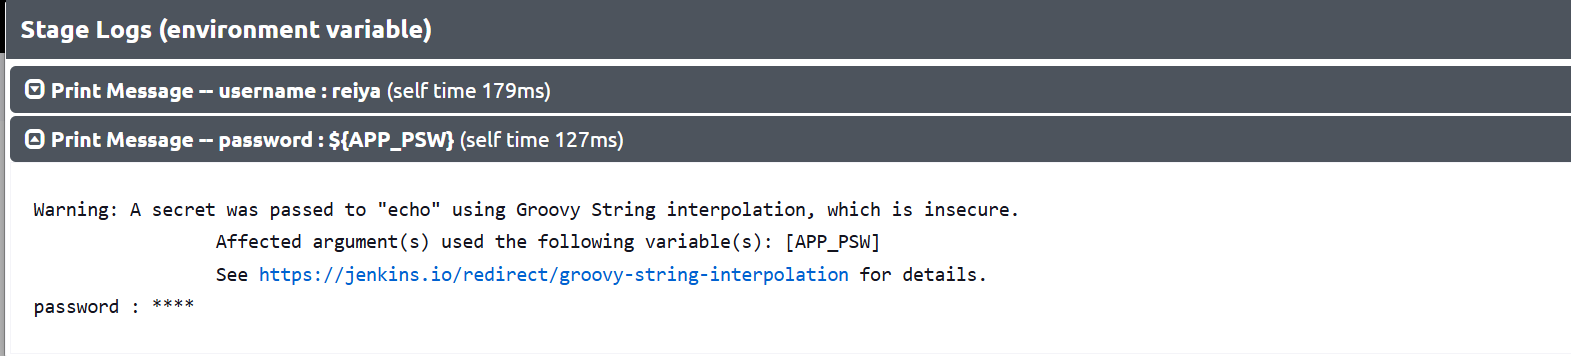 Stage Logs (environment variable)
Print Message -- username : reiya (self time 179ms)
Print Message -- password : ${APP_PSW} (self time 127ms)
Warning: A secret was passed to "echo" using Groovy String interpolation, which is insecure.
Affected argument(s) used the following variable(s): [APP_PSW]
See https://jenkins.io/redirect/groovy-string-interpolation for details.
password : ****